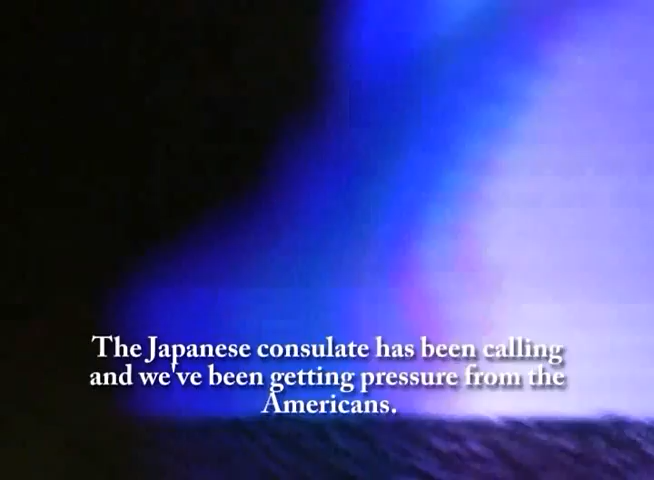 The Japanese consulate has been calling
and we've been getting pressure from the
Americans.